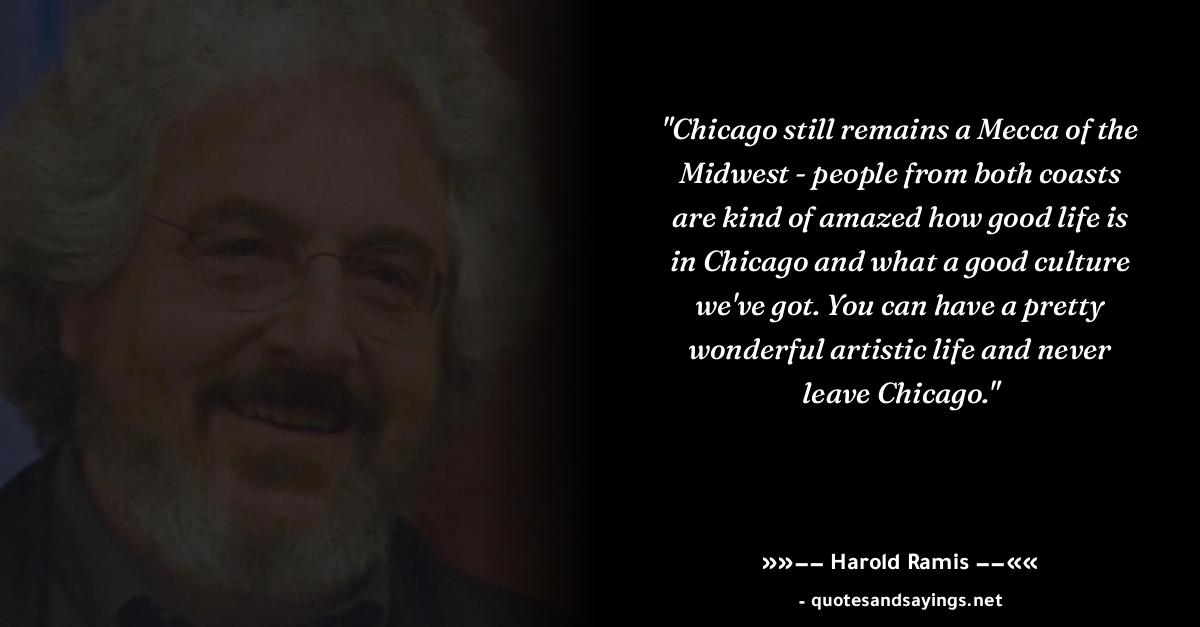 "Chicago still remains a Mecca of the
Midwest - people from both coasts
are kind of amazed how good life is
in Chicago and what a good culture
we've got. You can have a pretty
wonderful artistic life and never
leave Chicago."
»»−− Harold Ramis −−««
- quotesandsayings.net